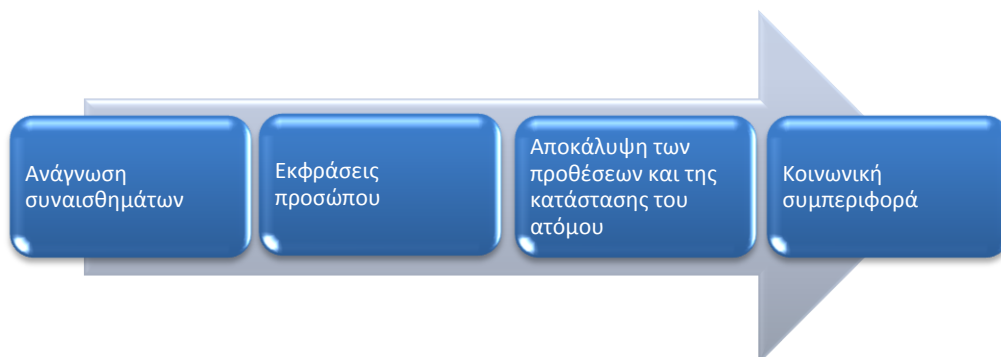 Ανάγνωση
συναισθημάτων
Εκφράσεις
προσώπου
Αποκάλυψη των
προθέσεων και της
κατάστασης του
ατόμου
Κοινωνική
συμπεριφορά